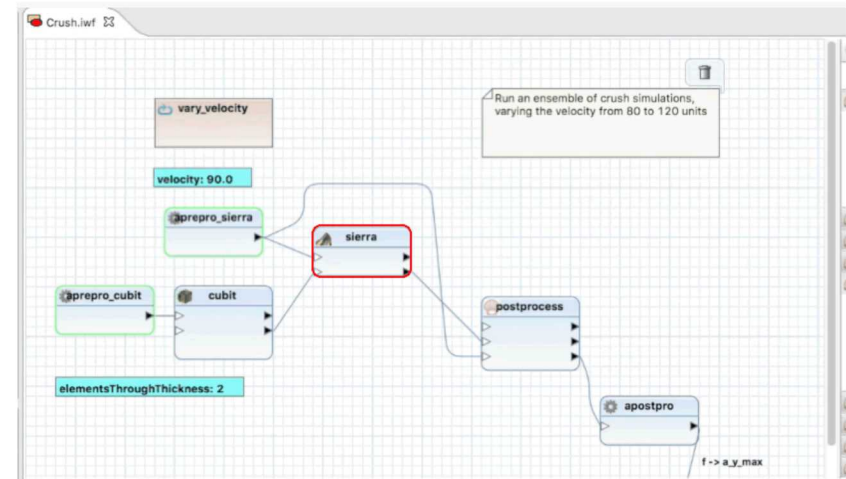 Crush.iwf
vary_velocity
Run an ensemble of crush simulations,
varying the velocity from 80 to 120 units
velocity: 90.0
aprepro_sierra
sierra
aprepro_cubit
cubit
postprocess
elementsThroughThickness: 2
apostpro
f -> a_y_max